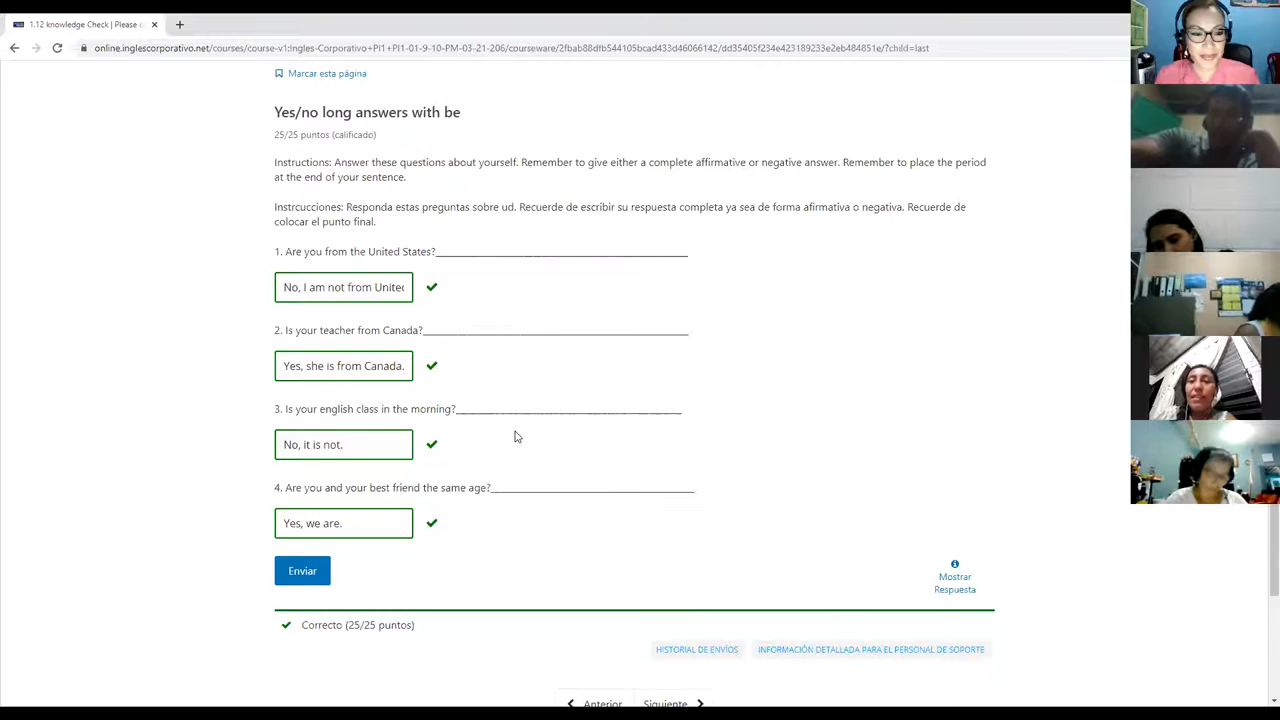 1.12 knowledge Check | Please c
online.inglescorporativo.net/courses/course-v1:Ingles-Corporativo+PI1+PI1-01-9-10-PM-03-21-206/courseware/2fbab88dfb544105bcad433d46066142/dd35405f234e423189233e2eb484851e/?child=last
Marcar esta página
Yes/no long answers with be
25/25 puntos (calificado)
Instructions: Answer these questions about yourself. Remember to give either a complete affirmative or negative answer. Remember to place the period
at the end of your sentence.
Instrucciones: Responda estas preguntas sobre ud. Recuerde de escribir su respuesta completa ya sea de forma afirmativa o negativa. Recuerde de
colocar el punto final.
1. Are you from the United States?
No, I am not from United
2. Is your teacher from Canada?
Yes, she is from Canada.
3. Is your english class in the morning?
No, it is not.
4. Are you and your best friend the same age?
Yes, we are.
Enviar
Mostrar
Respuesta
Correcto (25/25 puntos)
HISTORIAL DE ENVÍOS
INFORMACIÓN DETALLADA PARA EL PERSONAL DE SOPORTE
Anterior
Siguiente